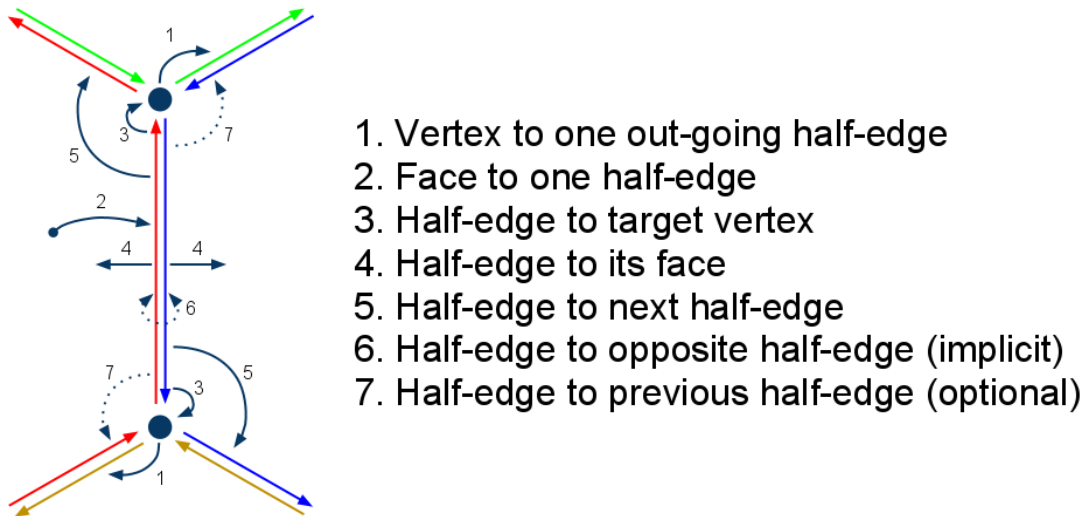 1
3
7
5
2
4
4
6
7
5
3
1
1. Vertex to one out-going half-edge
2. Face to one half-edge
3. Half-edge to target vertex
4. Half-edge to its face
5. Half-edge to next half-edge
6. Half-edge to opposite half-edge (implicit)
7. Half-edge to previous half-edge (optional)